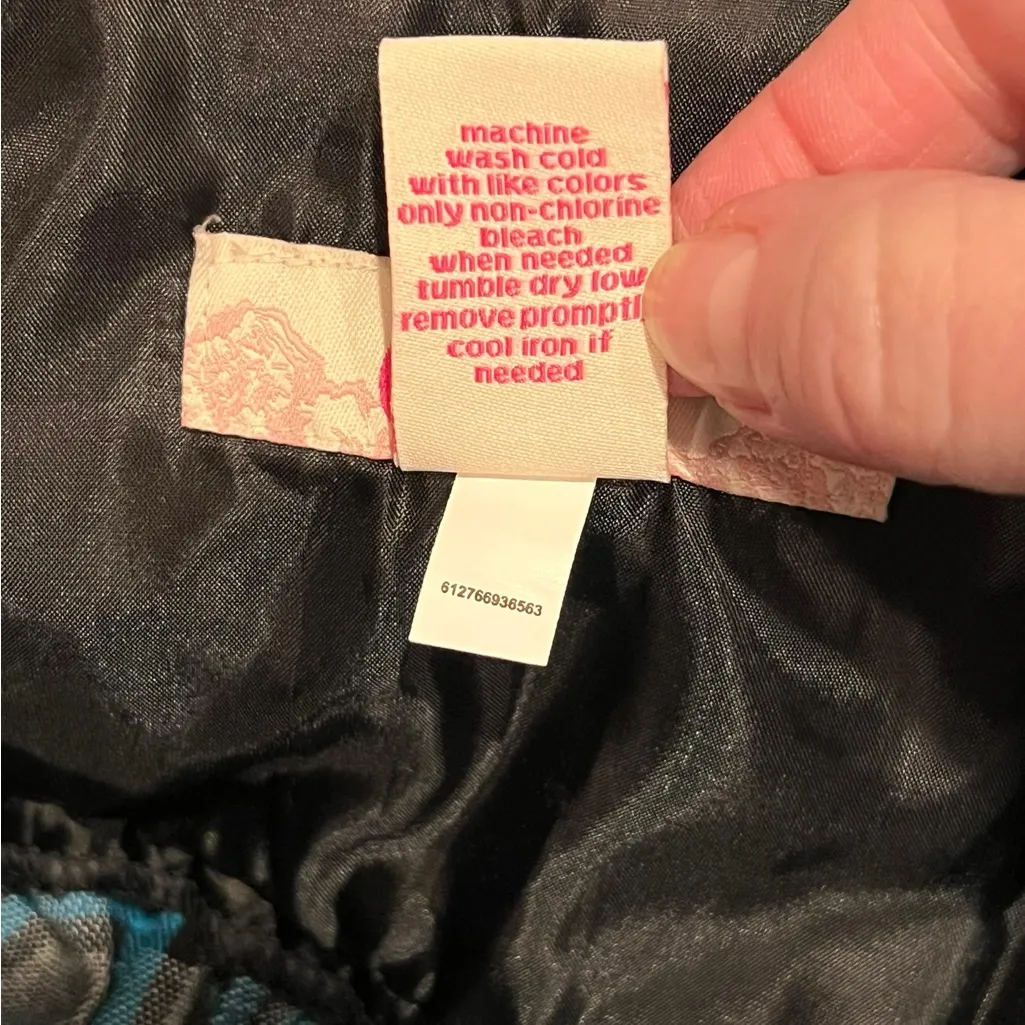 machine
wash cold
with like colors
only non-chlorine
bleach
when needed
tumble dry low
remove promptl
cool iron if
needed
612766936563